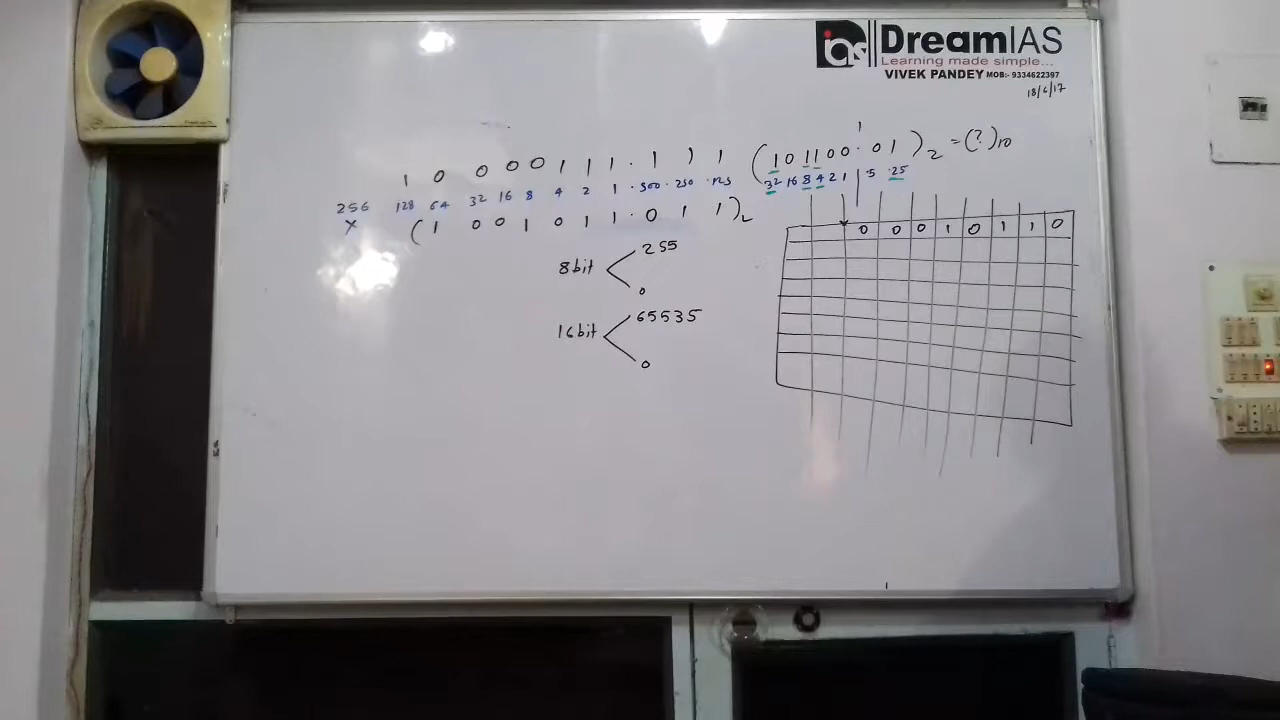 ias DreamIAS
Learning made simple...
VIVEK PANDEY MOB:- 9334622397
18/6/17
1 0 0 0 0 1 1 1 . 1 1 1
256 128 64 32 16 8 4 2 1 . 500 . 250 . 125
X (1 0 0 1 0 1 1 . 0 1 1)2
8bit < 255
0
16bit < 65535
0
1
(101100.01)2 = (?)10
32 16 8 4 2 1 5 .25
0 0 0 1 0 1 1 0